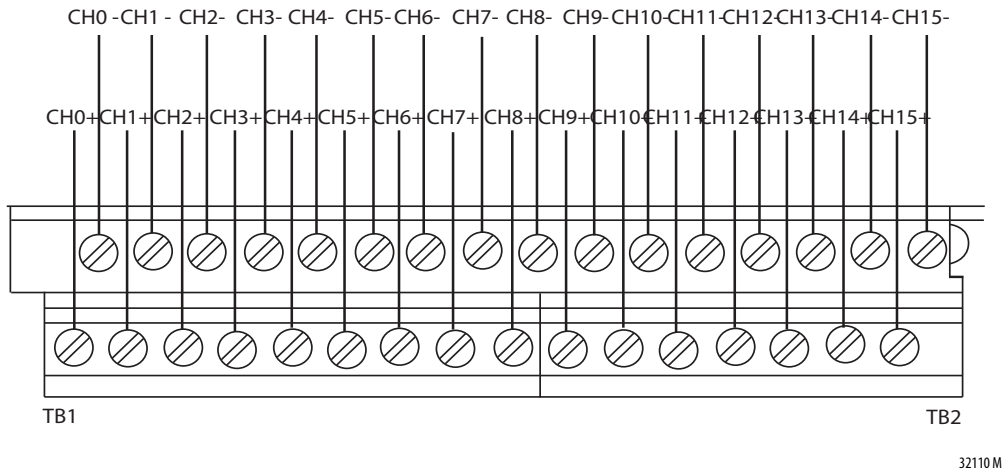 CH0 - CH1 - CH2- CH3- CH4- CH5- CH6- CH7- CH8- CH9- CH10- CH11- CH12- CH13- CH14- CH15-
CH0+ CH1+ CH2+ CH3+ CH4+ CH5+ CH6+ CH7+ CH8+ CH9+ CH10+ CH11+ CH12+ CH13+ CH14+ CH15+
TB1 TB2
32110 M